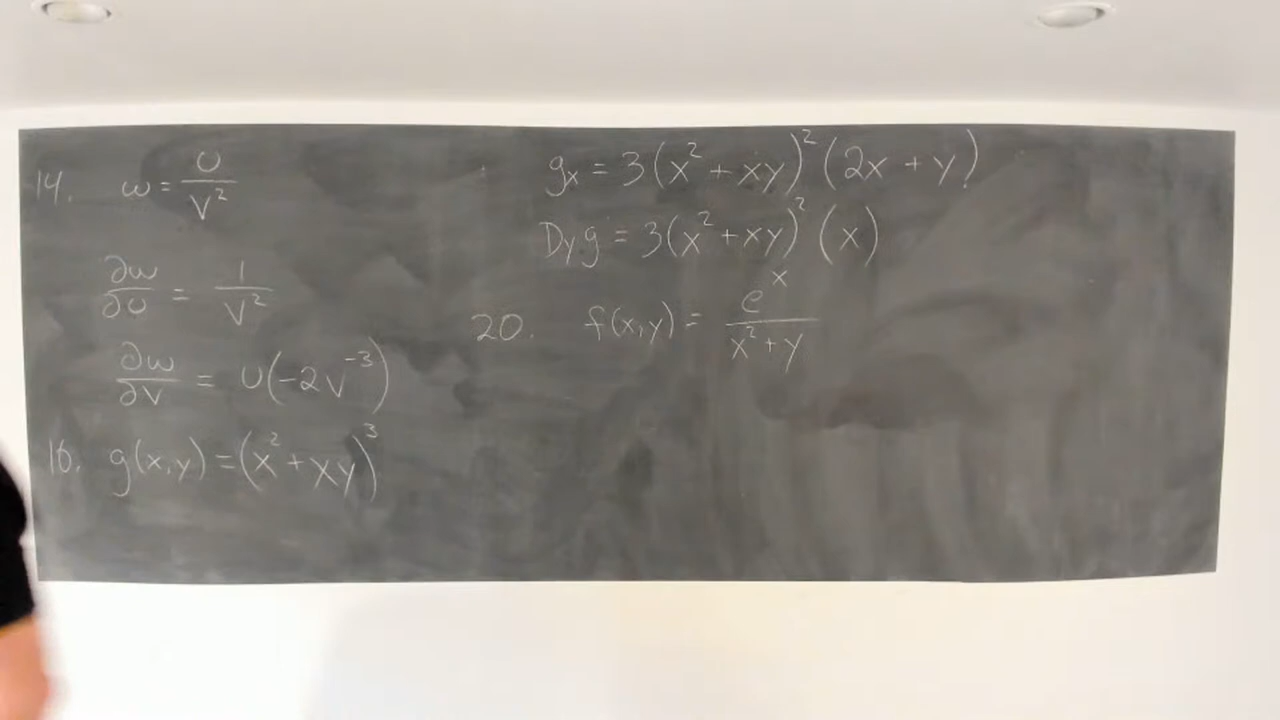 14. w = U/V²
∂w/∂U = 1/V²
∂w/∂V = U(-2V⁻³)
16. g(x,y) = (x² + xy)³
gx = 3(x² + xy)² (2x + y)
Dyg = 3(x² + xy)² (x)
20. f(x,y) = eˣ/(x² + y)